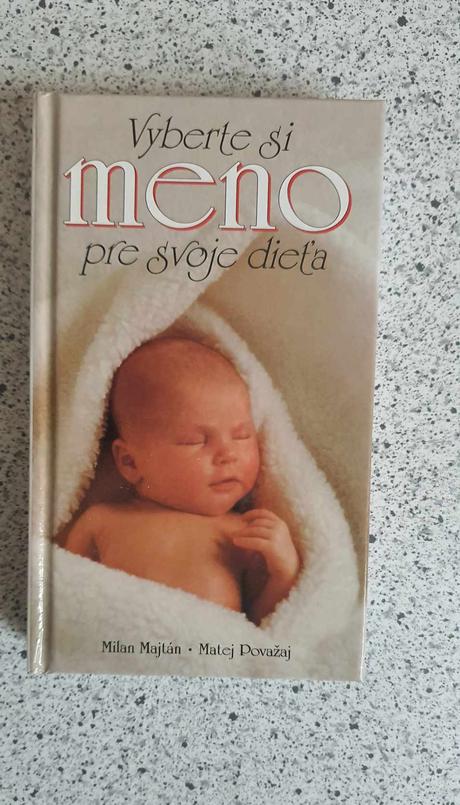 Vyberte si
meno
pre svoje dieťa
Milan Majtán • Matej Považaj